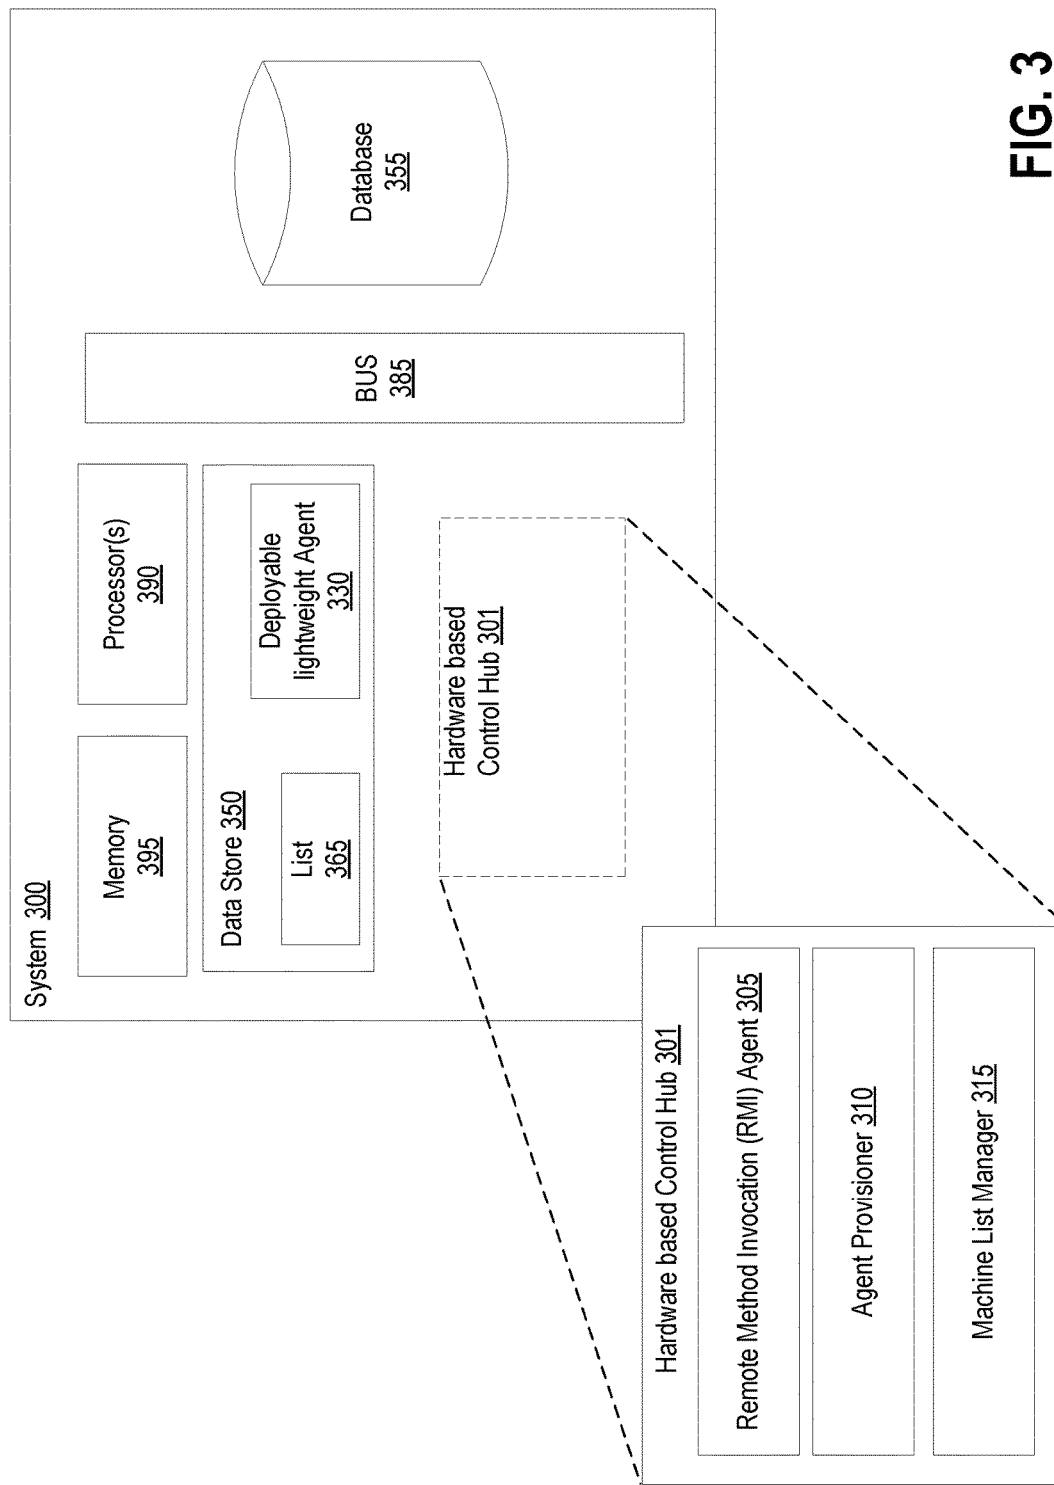 System 300
Memory
395
Processor(s)
390
Data Store 350
List
365
Deployable
lightweight Agent
330
Hardware based
Control Hub 301
BUS
385
Database
355
Hardware based Control Hub 301
Remote Method Invocation (RMI) Agent 305
Agent Provisioner 310
Machine List Manager 315
FIG. 3